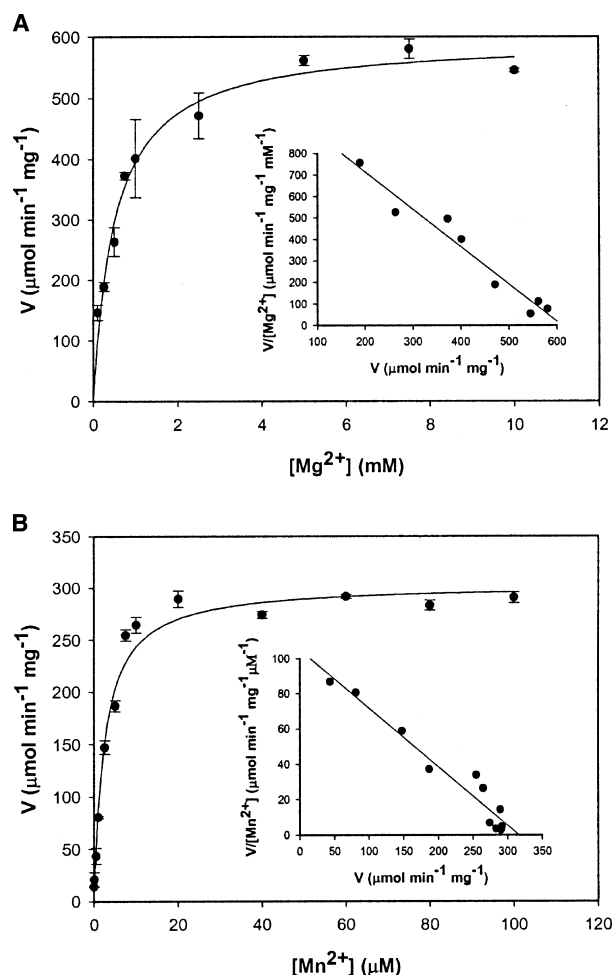 A
600
500
400
300
200
100
0
V (μmol min⁻¹ mg⁻¹)
0 2 4 6 8 10 12
[Mg²⁺] (mM)
800
700
600
500
400
300
200
100
0
V/[Mg²⁺] (μmol min⁻¹ mg⁻¹ mM⁻¹)
100 200 300 400 500 600
V (μmol min⁻¹ mg⁻¹)
B
350
300
250
200
150
100
50
0
V (μmol min⁻¹ mg⁻¹)
0 20 40 60 80 100 120
[Mn²⁺] (μM)
100
80
60
40
20
0
V/[Mn²⁺] (μmol min⁻¹ mg⁻¹μM⁻¹)
0 50 100 150 200 250 300 350
V (μmol min⁻¹ mg⁻¹)